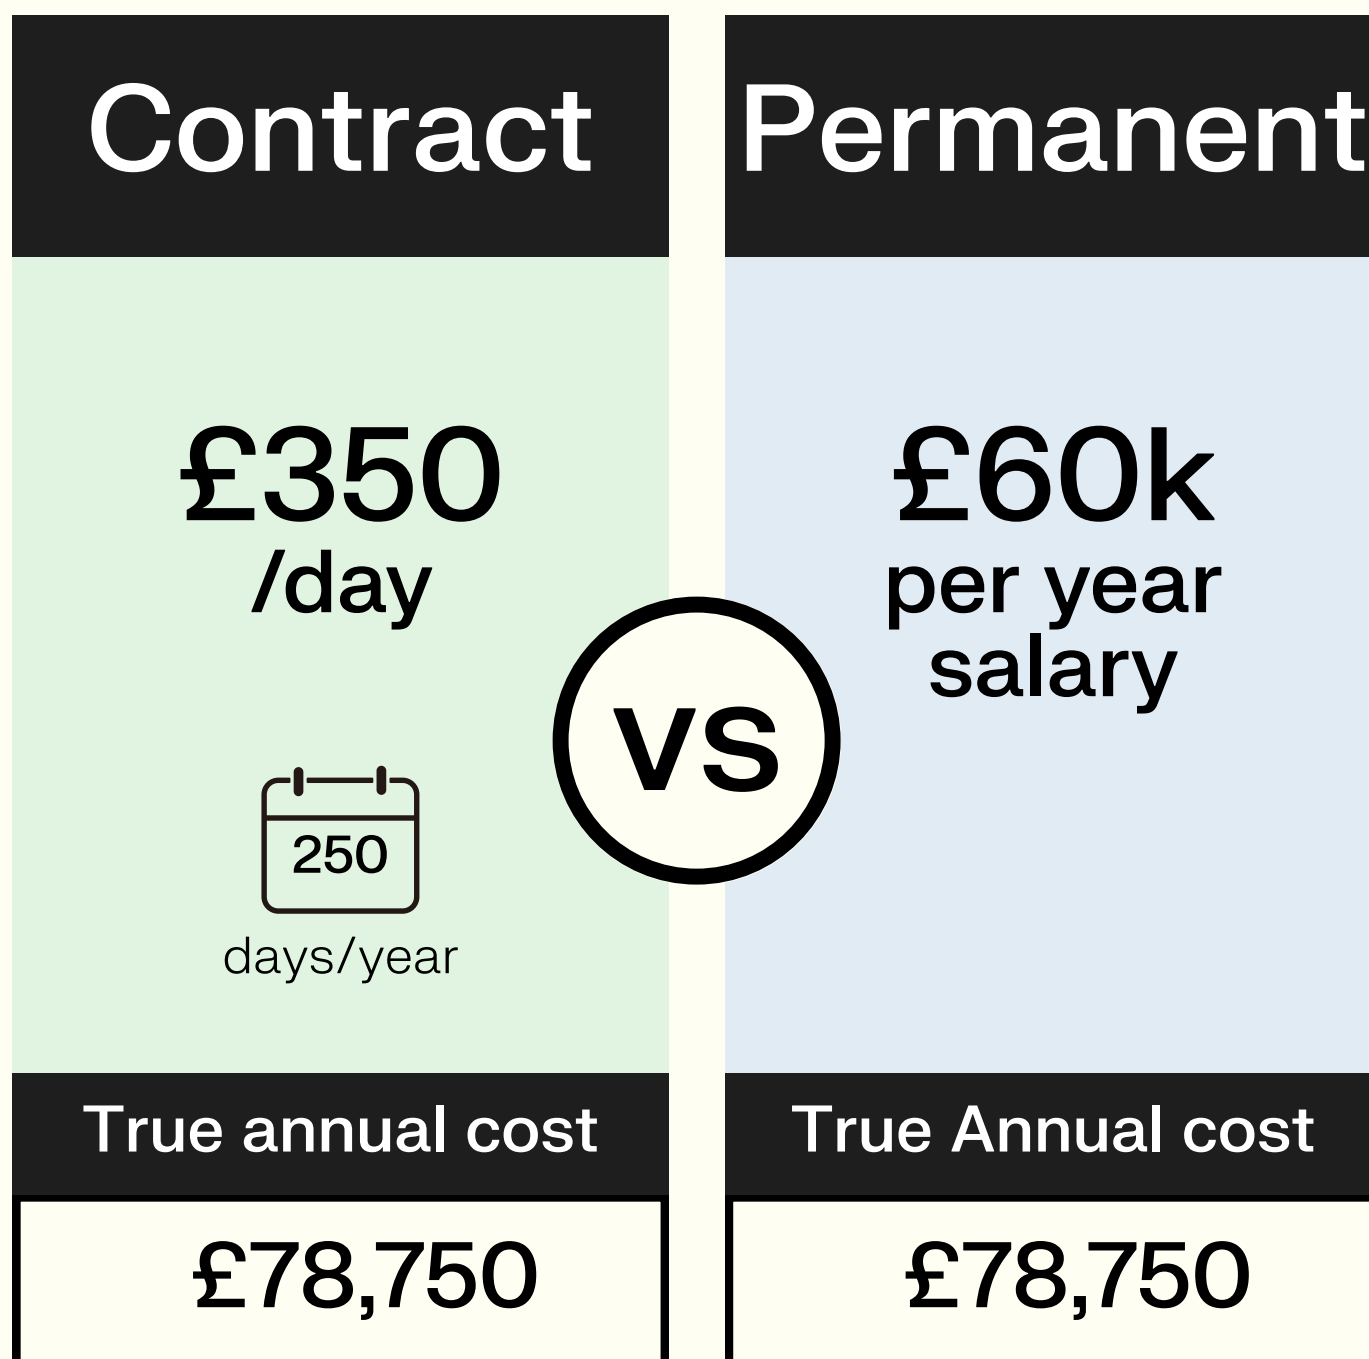 Contract
£350
/day
250
days/year
True annual cost
£78,750
vs
Permanent
£60k
per year
salary
True Annual cost
£78,750